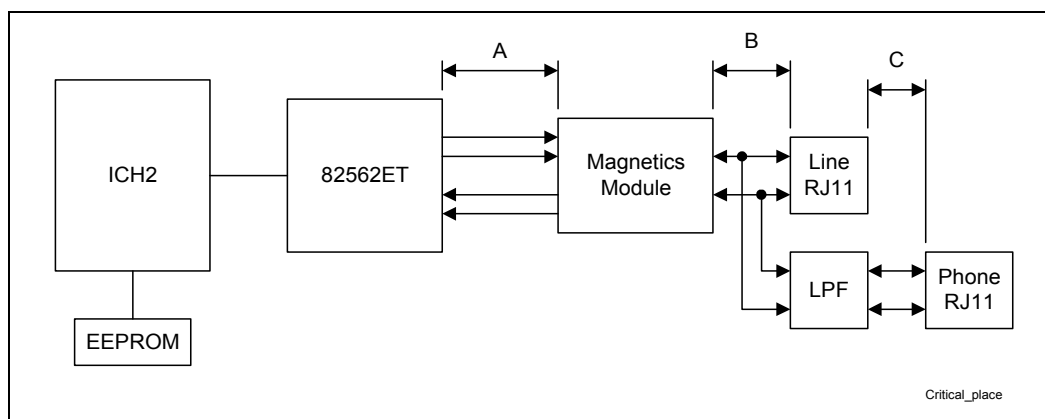 A
B
C
ICH2
82562ET
Magnetics
Module
Line
RJ11
LPF
Phone
RJ11
EEPROM
Critical_place